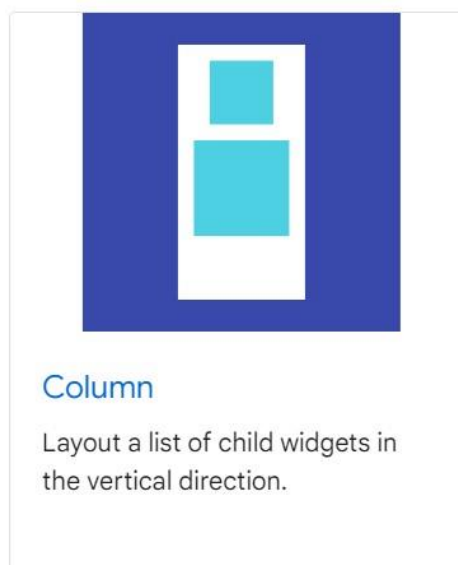 Column
Layout a list of child widgets in
the vertical direction.